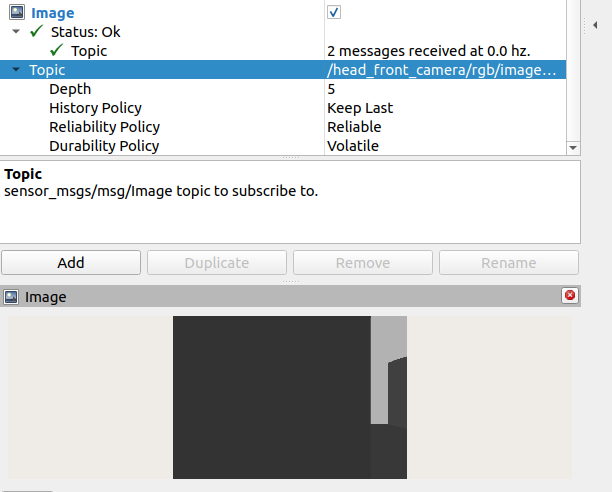 Image
Status: Ok
Topic 2 messages received at 0.0 hz.
Topic /head_front_camera/rgb/image...
Depth 5
History Policy Keep Last
Reliability Policy Reliable
Durability Policy Volatile
Topic
sensor_msgs/msg/Image topic to subscribe to.
Add Duplicate Remove Rename
Image